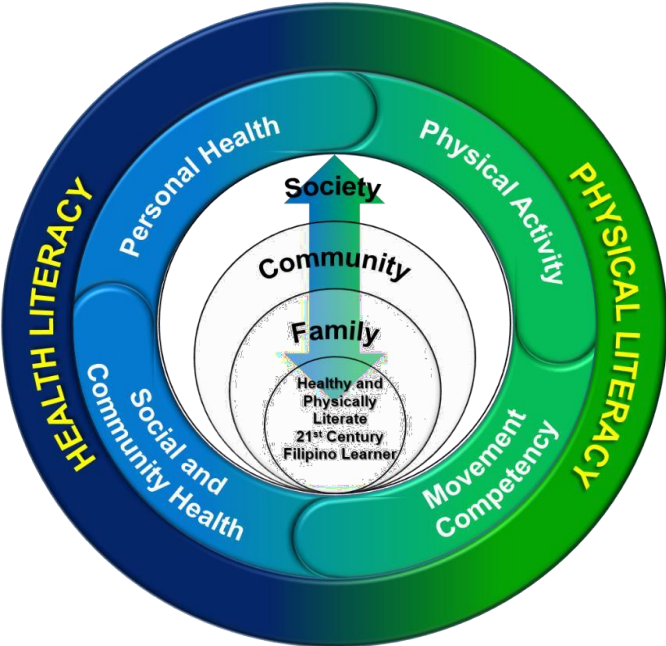 HEALTH LITERACY
PHYSICAL LITERACY
Personal Health
Physical Activity
Social and
Community Health
Movement
Competency
Society
Community
Family
Healthy and
Physically
Literate
21st Century
Filipino Learner